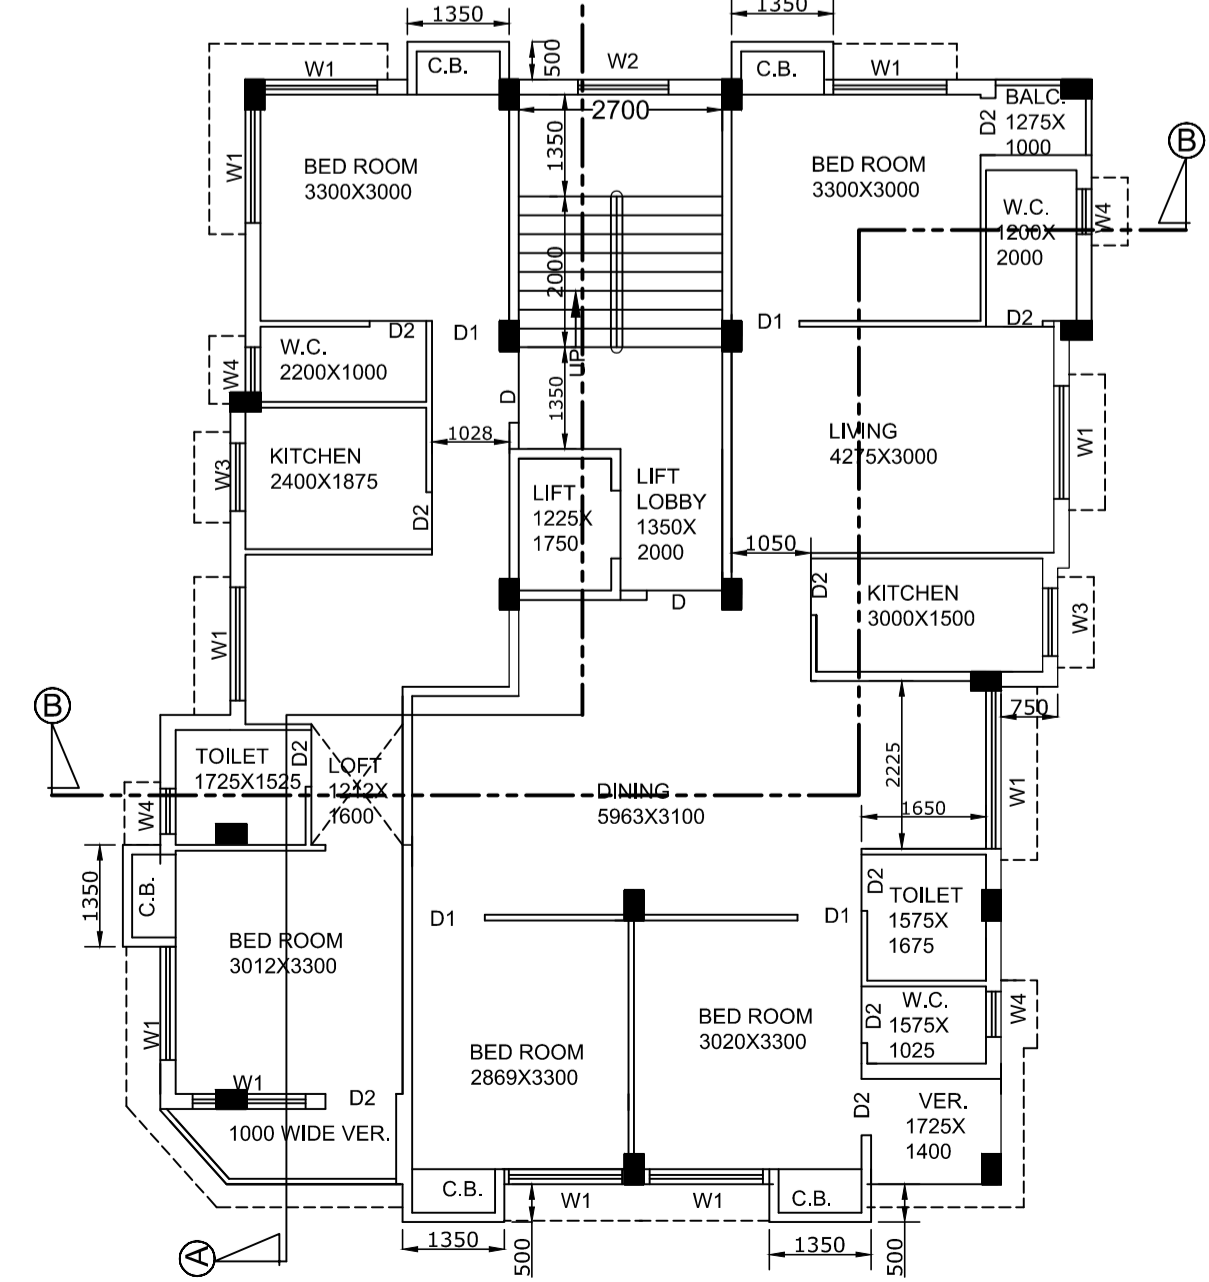 1350
1350
500
W1
C.B.
W2
C.B.
W1
2700
BALC.
1275X
1000
D2
B
W1
BED ROOM
3300X3000
1350
BED ROOM
3300X3000
W.C.
1200X
2000
W4
2000
D2
D1
D1
D2
W.C.
2200X1000
W4
UP
D
1350
1028
LIVING
4275X3000
W1
KITCHEN
2400X1875
W3
D2
LIFT
1225X
1750
LIFT
LOBBY
1350X
2000
1050
D2
KITCHEN
3000X1500
W3
D
W1
B
750
TOILET
1725X1525
D2
LOFT
1212X
1600
2225
W1
DINING
5963X3100
1650
W4
1350
C.B.
D2
TOILET
1575X
1675
D1
D1
BED ROOM
3012X3300
W.C.
1575X
1025
D2
W4
W1
BED ROOM
3020X3300
BED ROOM
2869X3300
W1
D2
D2
VER.
1725X
1400
1000 WIDE VER.
C.B.
W1
W1
C.B.
1350
500
1350
500
A